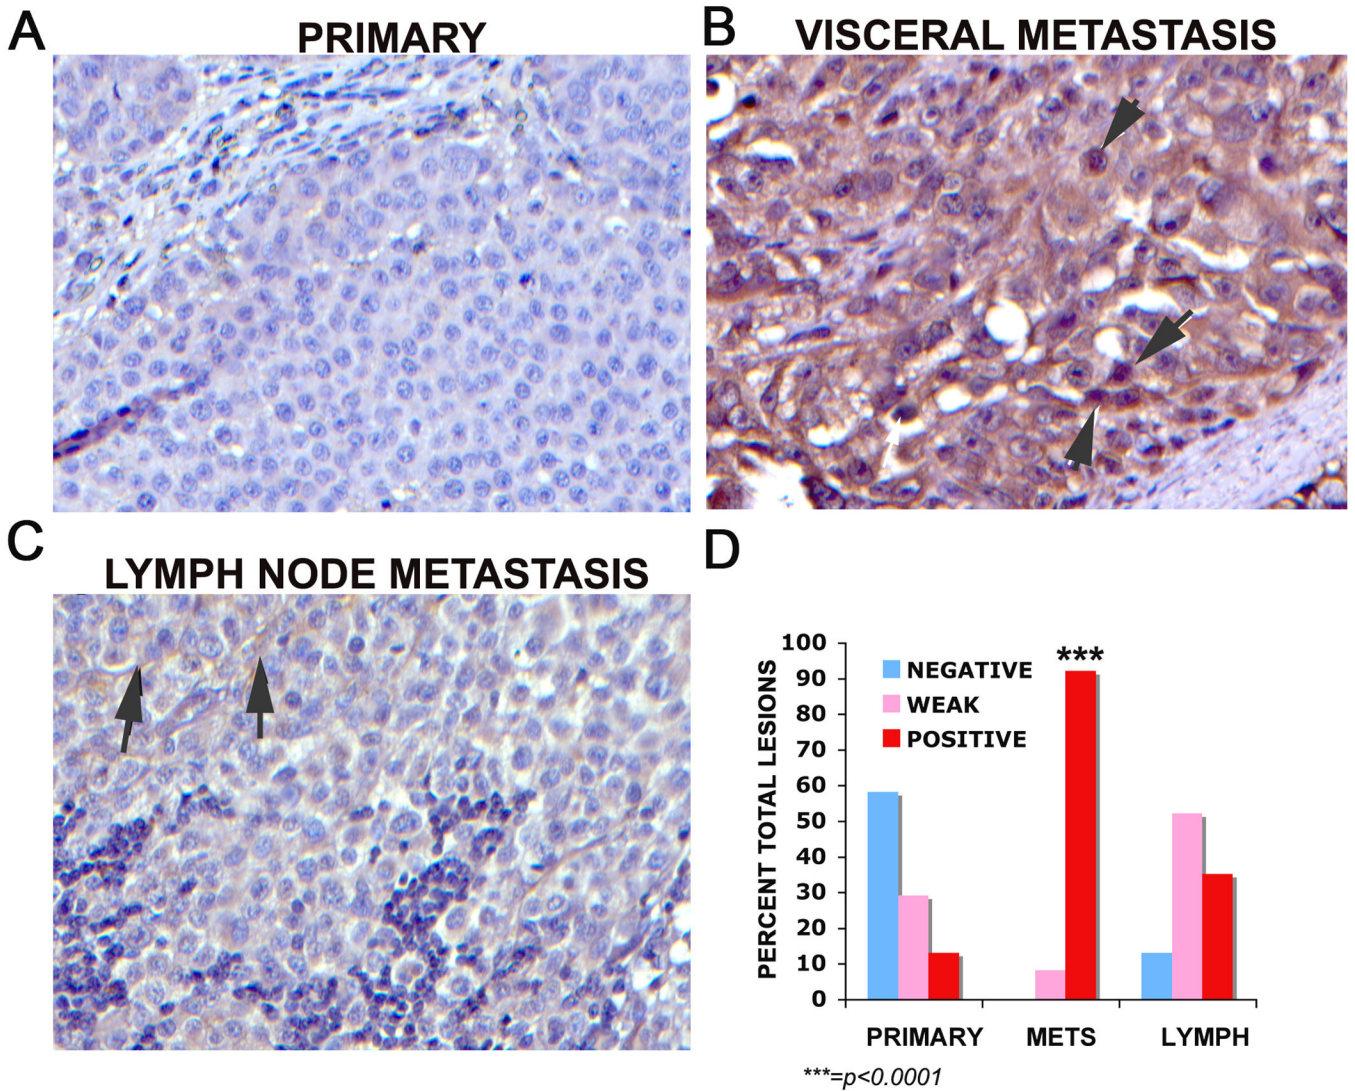 A
PRIMARY
B
VISCERAL METASTASIS
C
LYMPH NODE METASTASIS
D
PERCENT TOTAL LESIONS
100
90
80
70
60
50
40
30
20
10
0
***
NEGATIVE
WEAK
POSITIVE
PRIMARY METS LYMPH
***=p<0.0001